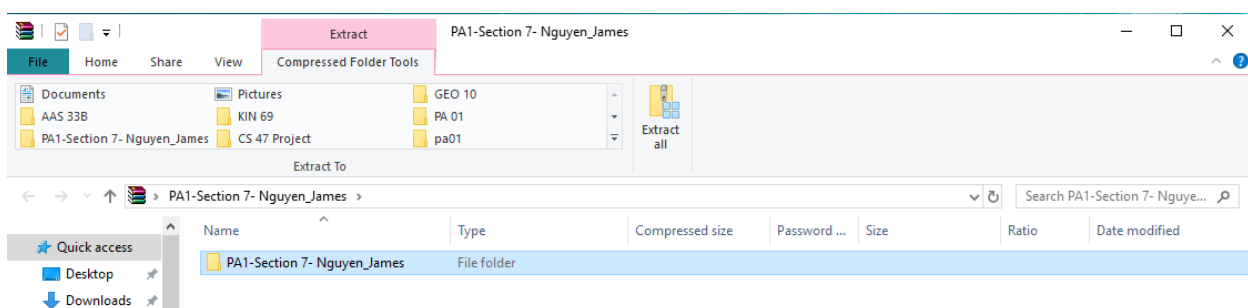 Extract PA1-Section 7- Nguyen_James
File Home Share View Compressed Folder Tools
Documents Pictures GEO 10
AAS 33B KIN 69 PA 01
PA1-Section 7- Nguyen_James CS 47 Project pa01
Extract
all
Extract To
PA1-Section 7- Nguyen_James
Search PA1-Section 7- Nguye...
Name Type Compressed size Password ... Size Ratio Date modified
Quick access
PA1-Section 7- Nguyen_James File folder
Desktop
Downloads